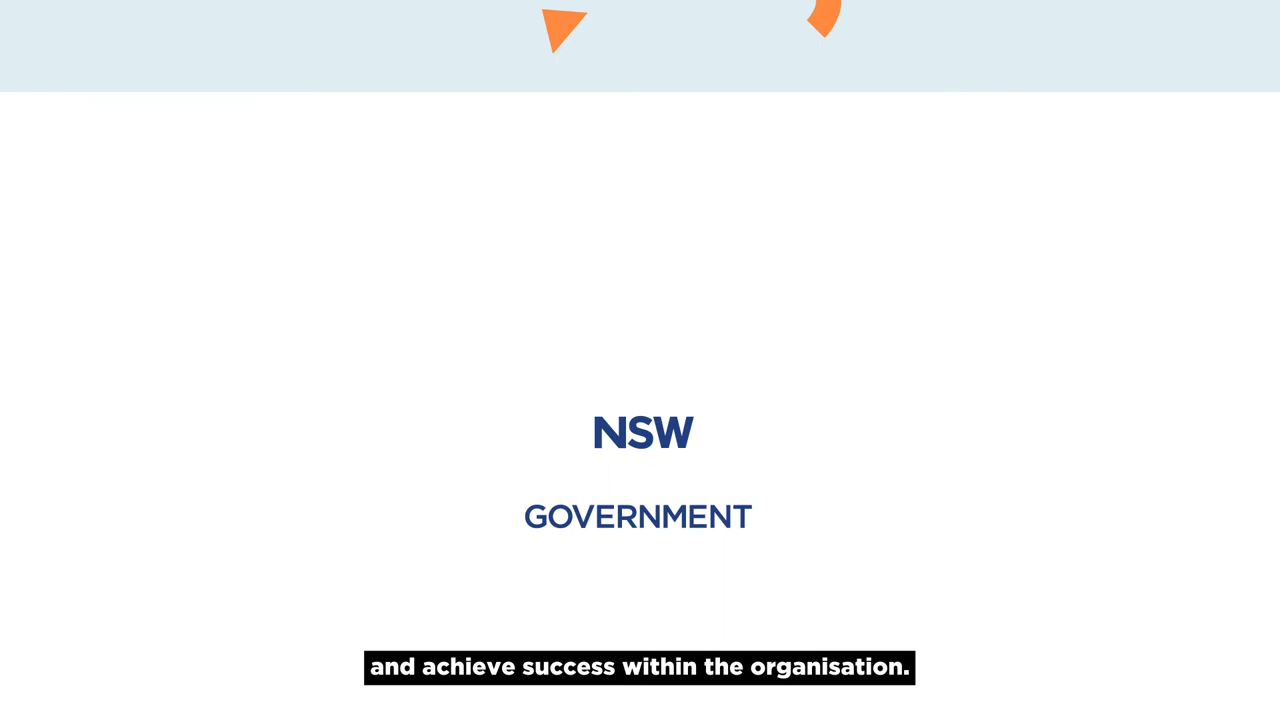 NSW
GOVERNMENT
and achieve success within the organisation.